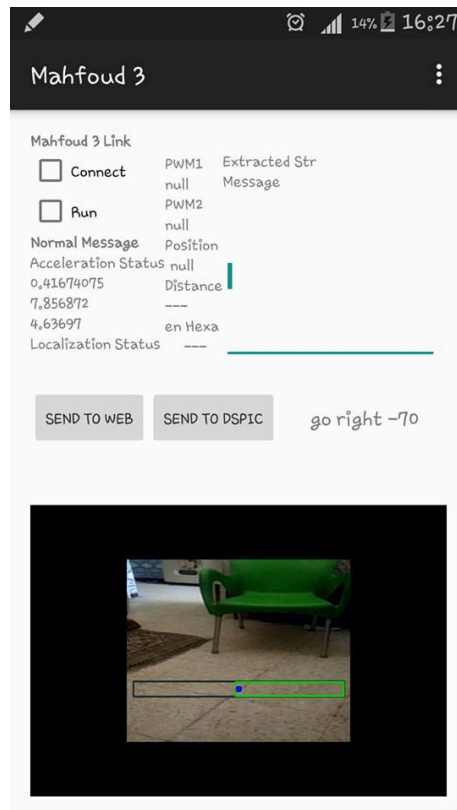 14% 16:27
Mahfoud 3
Mahfoud 3 Link
Connect
Run
Normal Message
Acceleration Status
0.41674075
7.856872
4.63697
Localization Status
PWM1
null
PWM2
null
Position
null
Distance
---
en Hexa
---
Extracted Str
Message
SEND TO WEB
SEND TO DSPIC
go right -70